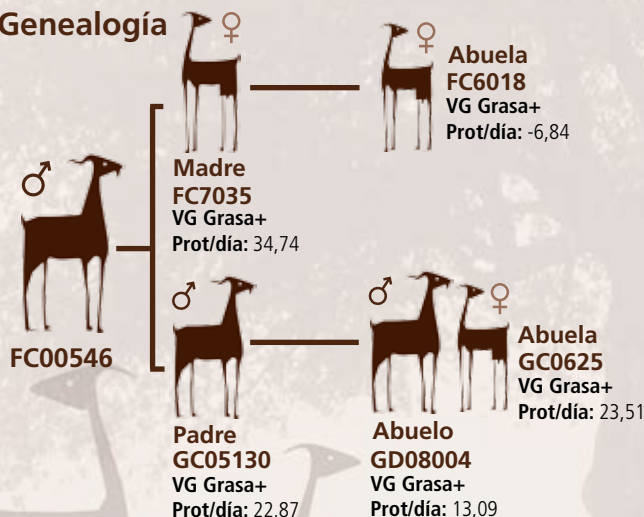 Genealogía
♀
♀
Abuela
FC6018
VG Grasa+
Prot/día: -6,84
Madre
FC7035
VG Grasa+
Prot/día: 34,74
♂
FC00546
♂
Padre
GC05130
VG Grasa+
Prot/día: 22,87
♂
♀
Abuelo
GD08004
VG Grasa+
Prot/día: 13,09
Abuela
GC0625
VG Grasa+
Prot/día: 23,51